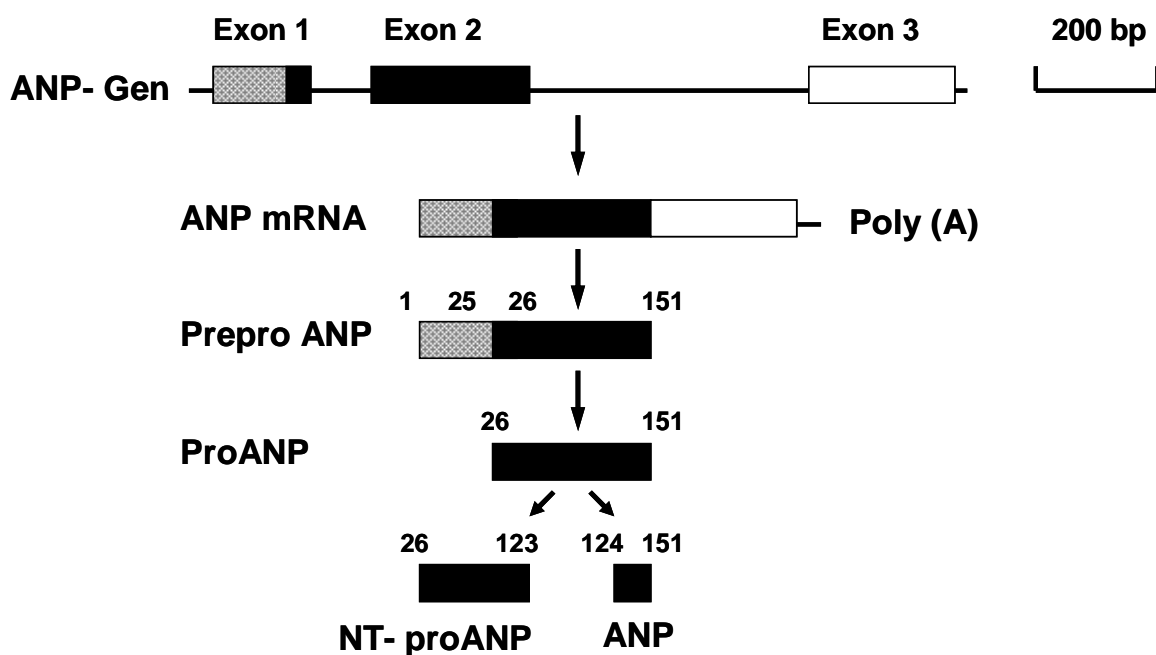 Exon 1 Exon 2 Exon 3 200 bp
ANP- Gen
ANP mRNA Poly (A)
1 25 26 151
Prepro ANP
26 151
ProANP
26 123 124 151
NT- proANP ANP